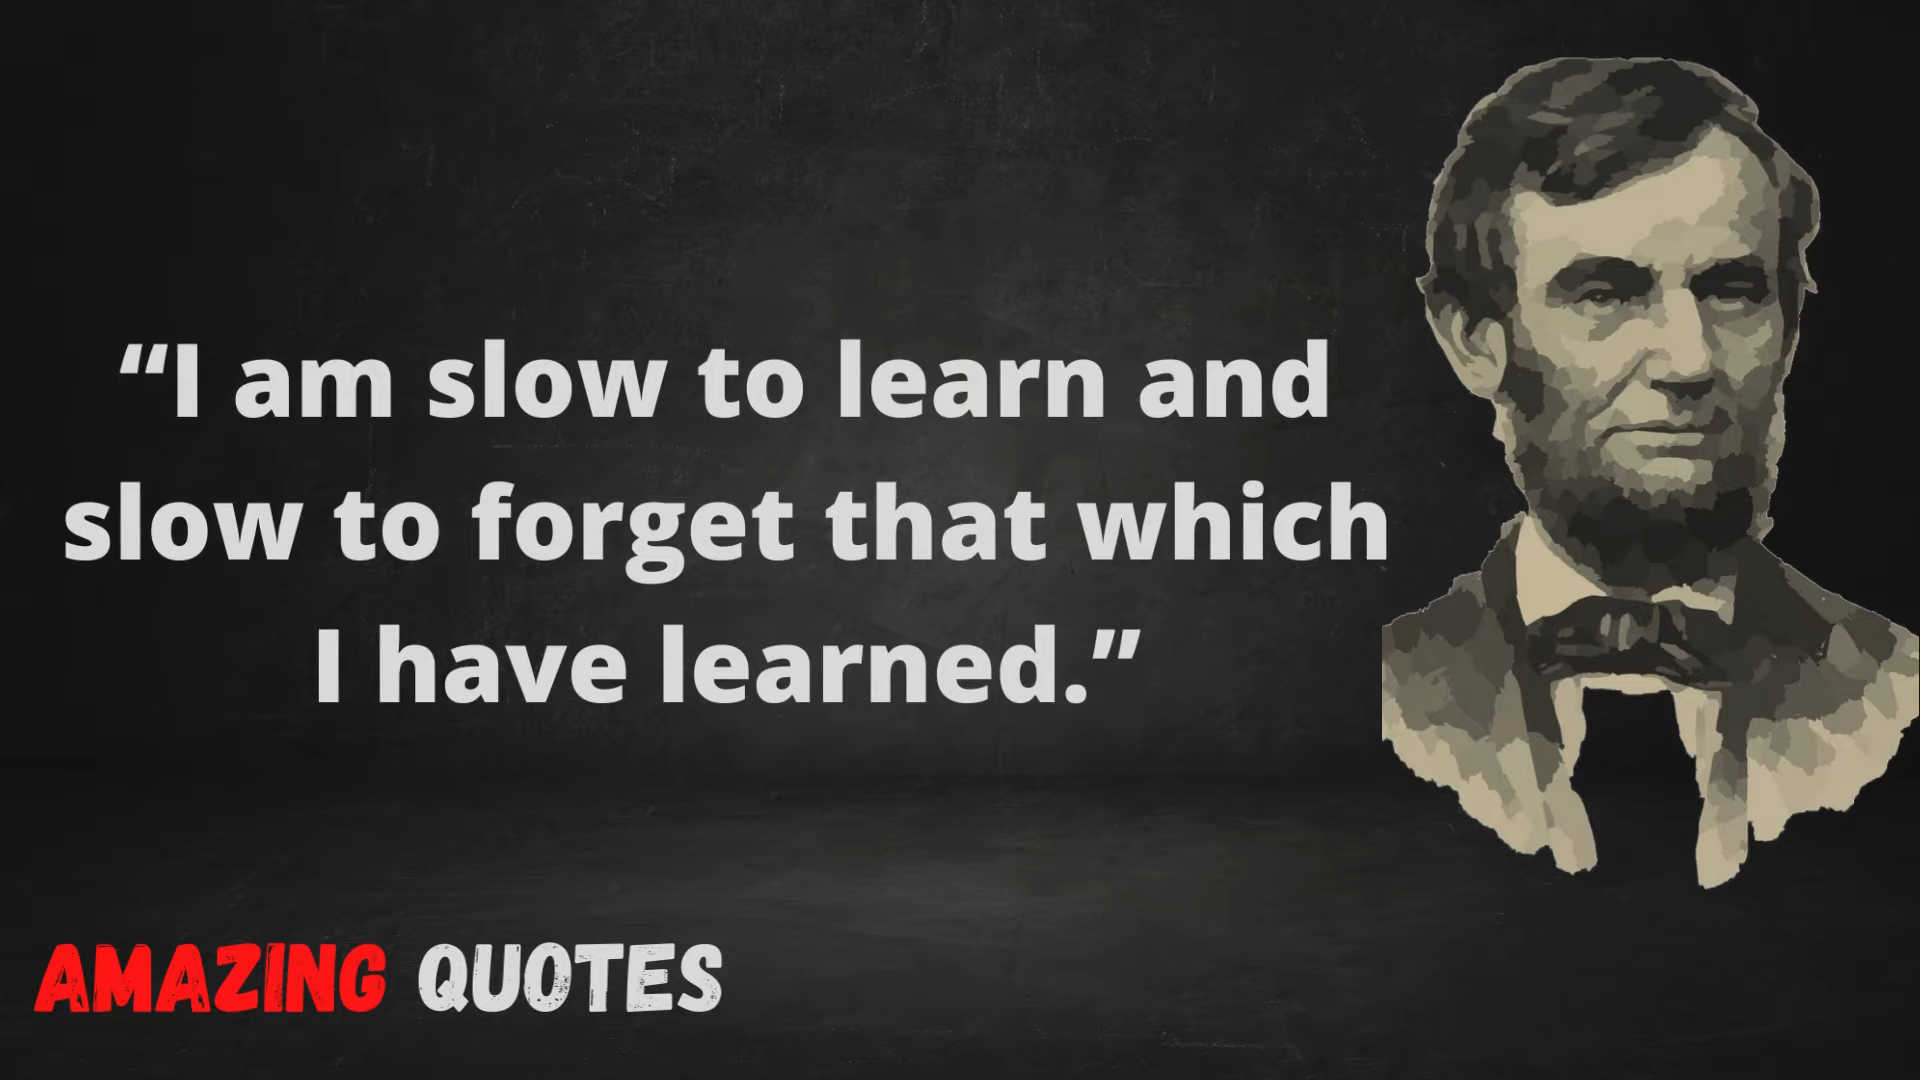 “I am slow to learn and
slow to forget that which
I have learned.”
AMAZING QUOTES